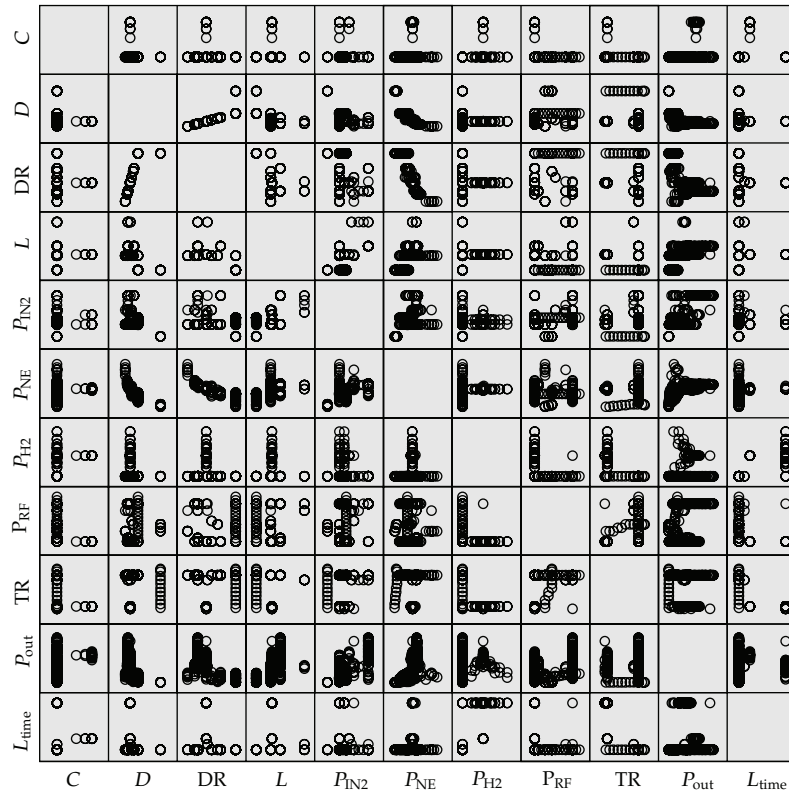 C
D
DR
L
P_IN2
P_NE
P_H2
P_RF
TR
P_out
L_time
C D DR L P_IN2 P_NE P_H2 P_RF TR P_out L_time